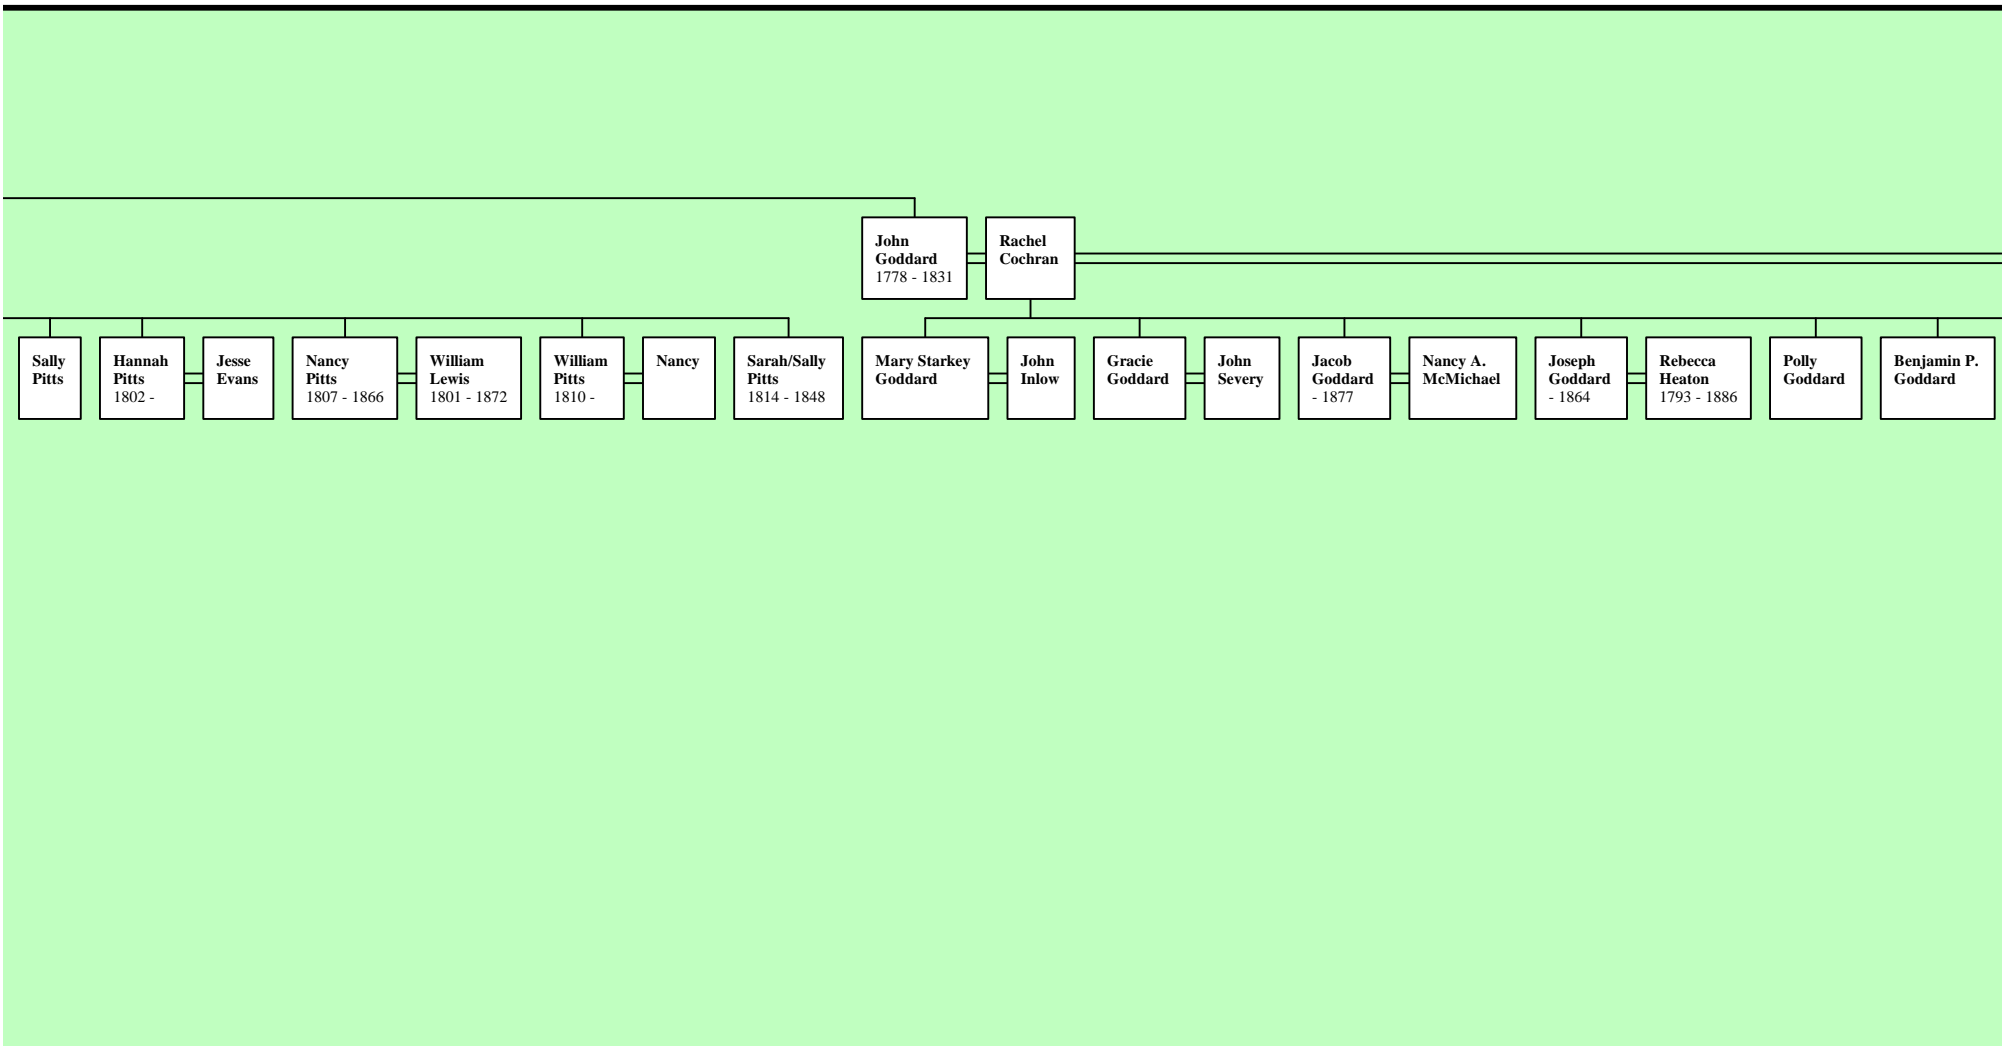 John
Goddard
1778 - 1831
Rachel
Cochran
Sally
Pitts
Hannah
Pitts
1802 -
Jesse
Evans
Nancy
Pitts
1807 - 1866
William
Lewis
1801 - 1872
William
Pitts
1810 -
Nancy
Sarah/Sally
Pitts
1814 - 1848
Mary Starkey
Goddard
John
Inlow
Gracie
Goddard
John
Severy
Jacob
Goddard
- 1877
Nancy A.
McMichael
Joseph
Goddard
- 1864
Rebecca
Heaton
1793 - 1886
Polly
Goddard
Benjamin P.
Goddard